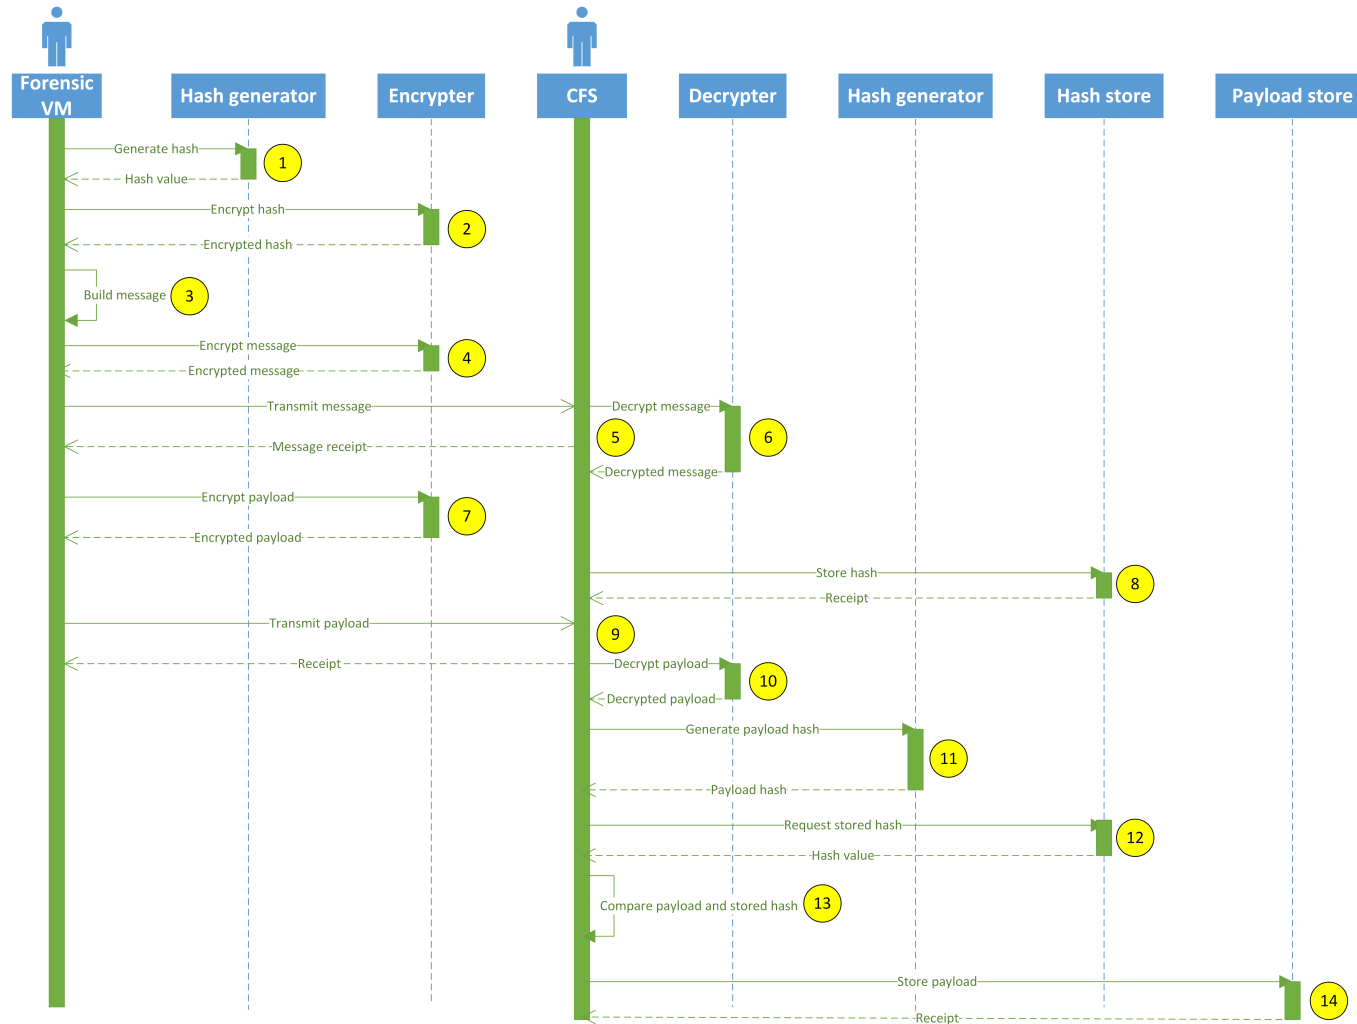 Forensic
VM
Hash generator
Encrypter
CFS
Decrypter
Hash generator
Hash store
Payload store
Generate hash
1
Hash value
Encrypt hash
2
Encrypted hash
Build message
3
Encrypt message
4
Encrypted message
Transmit message
Decrypt message
5
6
Message receipt
Decrypted message
Encrypt payload
7
Encrypted payload
Store hash
8
Receipt
Transmit payload
9
Receipt
Decrypt payload
10
Decrypted payload
Generate payload hash
11
Payload hash
Request stored hash
12
Hash value
Compare payload and stored hash
13
Store payload
14
Receipt